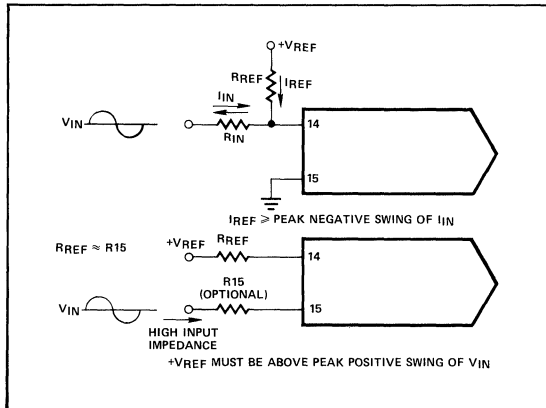 +VREF
RREF
IREF
IIN
VIN
RIN
14
15
IREF ⩾ PEAK NEGATIVE SWING OF IIN
RREF ≈ R15
+VREF
RREF
14
R15
(OPTIONAL)
VIN
15
HIGH INPUT
IMPEDANCE
+VREF MUST BE ABOVE PEAK POSITIVE SWING OF VIN